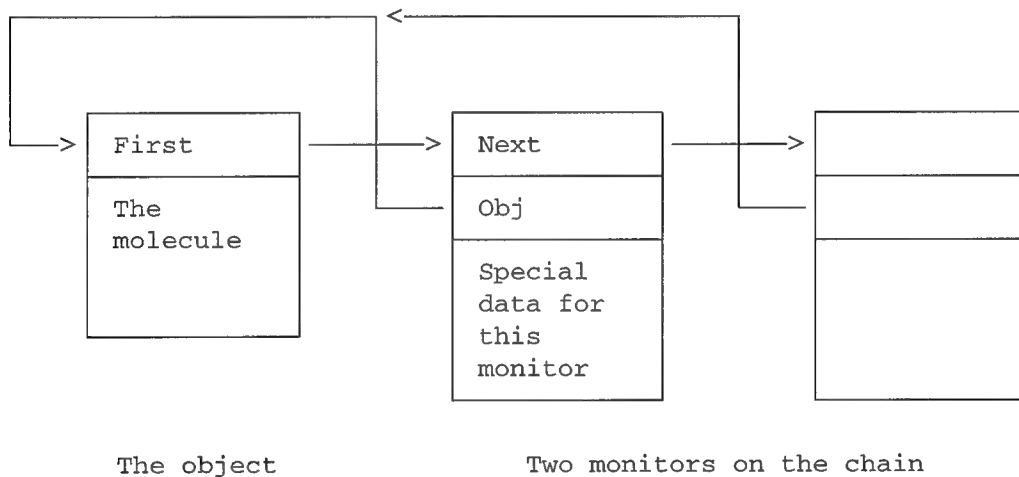 First
The
molecule
Next
Obj
Special
data for
this
monitor
The object
Two monitors on the chain